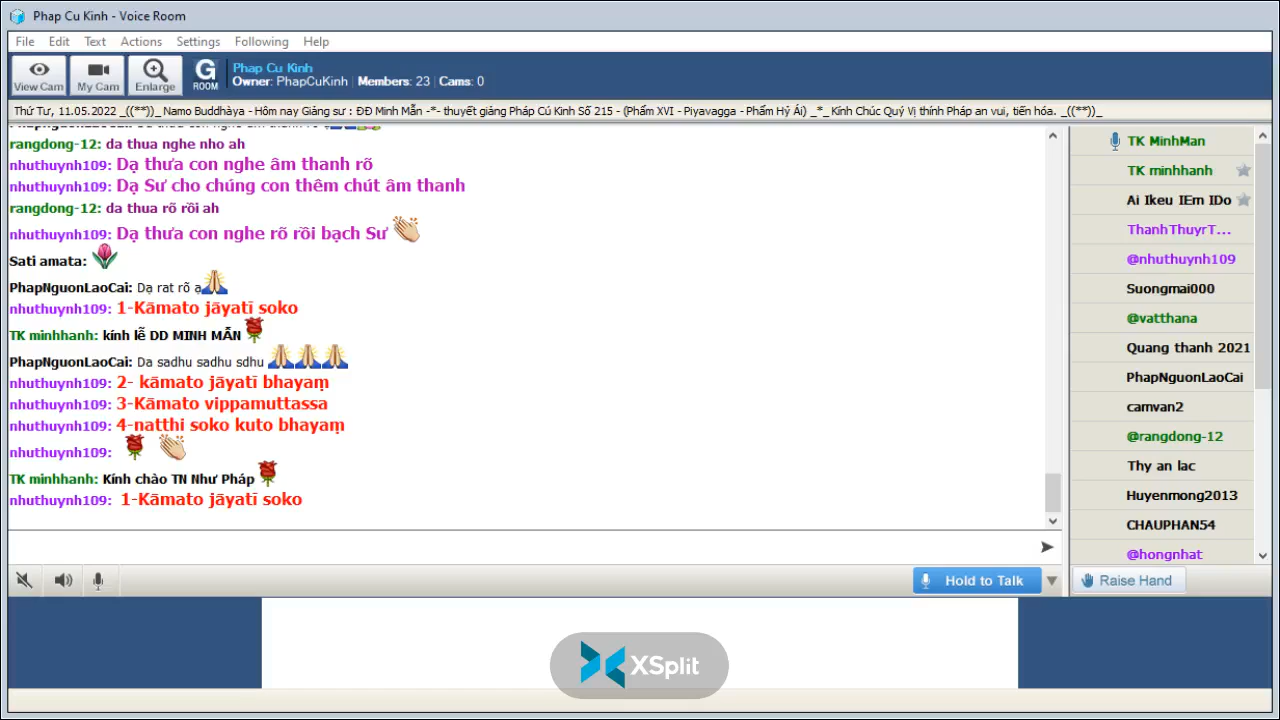 Phap Cu Kinh - Voice Room
File Edit Text Actions Settings Following Help
View Cam My Cam Enlarge G ROOM
Phap Cu Kinh
Owner: PhapCuKinh | Members: 23 | Cams: 0
Thứ Tư, 11.05.2022 _((**))_ Namo Buddhàya - Hôm nay Giảng sư : ĐĐ Minh Mẫn -*- thuyết giảng Pháp Cú Kinh Số 215 - (Phẩm XVI - Piyavagga - Phẩm Hỷ Ái) _*_ Kính Chúc Quý Vị thính Pháp an vui, tiến hóa. _((**)_
rangdong-12: da thua nghe nho ah
nhuthuynh109: Dạ thưa con nghe âm thanh rõ
nhuthuynh109: Dạ Sư cho chúng con thêm chút âm thanh
rangdong-12: da thua rõ rồi ah
nhuthuynh109: Dạ thưa con nghe rõ rồi bạch Sư
Sati amata:
PhapNguonLaoCai: Dạ rat rõ ạ
nhuthuynh109: 1-Kāmato jāyatī soko
TK minhhanh: kính lễ DD MINH MẪN
PhapNguonLaoCai: Da sadhu sadhu sdhu
nhuthuynh109: 2- kāmato jāyatī bhayaṃ
nhuthuynh109: 3-Kāmato vippamuttassa
nhuthuynh109: 4-natthi soko kuto bhayaṃ
nhuthuynh109:
TK minhhanh: Kính chào TN Như Pháp
nhuthuynh109: 1-Kāmato jāyatī soko
TK MinhMan
TK minhhanh
Ai Ikeu IEm IDo
ThanhThuyrT...
@nhuthuynh109
Suongmai000
@vatthana
Quang thanh 2021
PhapNguonLaoCai
camvan2
@rangdong-12
Thy an lac
Huyenmong2013
CHAUPHAN54
@hongnhat
Hold to Talk
Raise Hand
XSplit